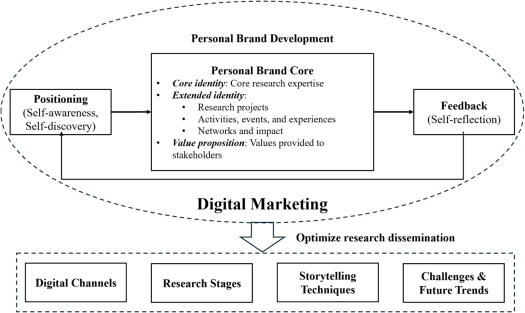 Personal Brand Development
Personal Brand Core
• Core identity: Core research expertise
• Extended identity:
• Research projects
• Activities, events, and experiences
• Networks and impact
• Value proposition: Values provided to
stakeholders
Positioning
(Self-awareness,
Self-discovery)
Feedback
(Self-reflection)
Digital Marketing
Optimize research dissemination
Digital Channels
Research Stages
Storytelling
Techniques
Challenges &
Future Trends